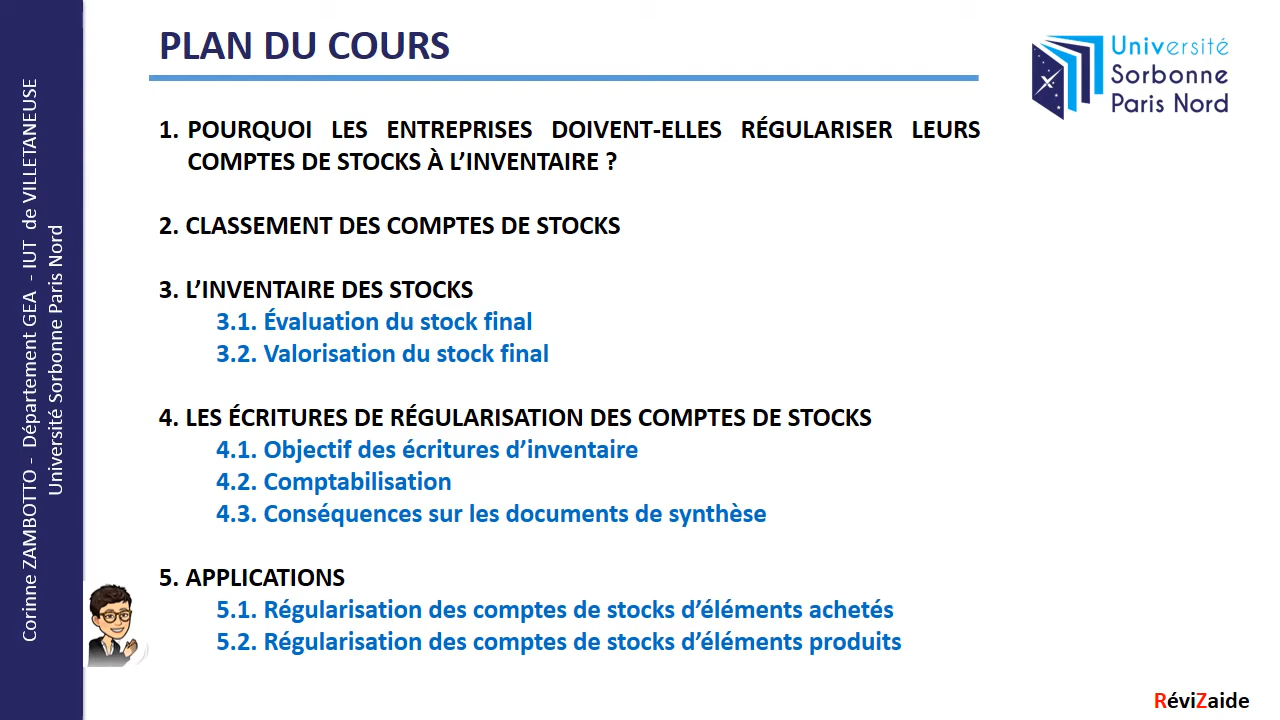 PLAN DU COURS
Université
Sorbonne
Paris Nord
1. POURQUOI LES ENTREPRISES DOIVENT-ELLES RÉGULARISER LEURS
COMPTES DE STOCKS À L’INVENTAIRE ?
2. CLASSEMENT DES COMPTES DE STOCKS
3. L’INVENTAIRE DES STOCKS
3.1. Évaluation du stock final
3.2. Valorisation du stock final
4. LES ÉCRITURES DE RÉGULARISATION DES COMPTES DE STOCKS
4.1. Objectif des écritures d’inventaire
4.2. Comptabilisation
4.3. Conséquences sur les documents de synthèse
5. APPLICATIONS
5.1. Régularisation des comptes de stocks d’éléments achetés
5.2. Régularisation des comptes de stocks d’éléments produits
Corinne ZAMBOTTO - Département GEA - IUT de VILLETANEUSE
Université Sorbonne Paris Nord
RéviZaide